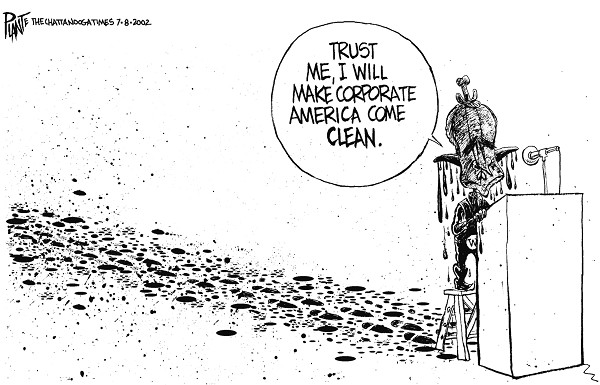 PLANTE THE CHATTANOOGA TIMES 7-8-2002
TRUST
ME, I WILL
MAKE CORPORATE
AMERICA COME
CLEAN.
W